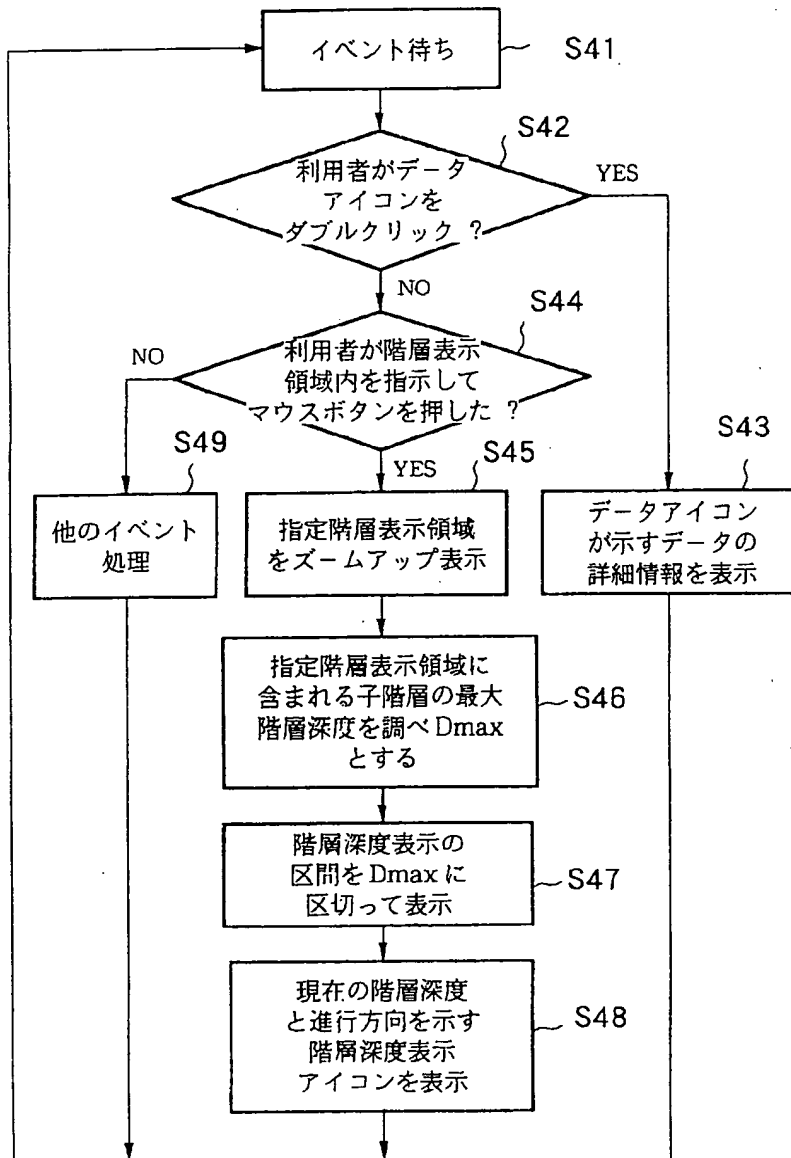 イベント待ち
S41
S42
利用者がデータ
アイコンを
ダブルクリック ?
YES
NO
S44
利用者が階層表示
領域内を指示して
マウスボタンを押した ?
NO
YES
S49
他のイベント
処理
S45
指定階層表示領域
をズームアップ表示
S43
データアイコン
が示すデータの
詳細情報を表示
指定階層表示領域に
含まれる子階層の最大
階層深度を調べ Dmax
とする
S46
階層深度表示の
区間を Dmax に
区切って表示
S47
現在の階層深度
と進行方向を示す
階層深度表示
アイコンを表示
S48